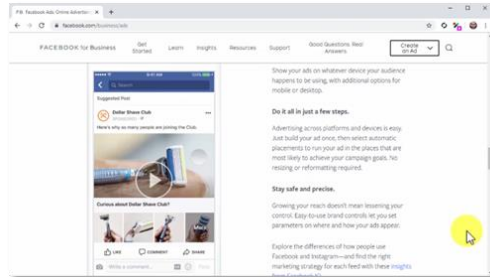 FB: Facebook Ads: Online Advertisi
facebook.com/business/ads
FACEBOOK for Business
Get Started
Learn
Insights
Resources
Support
Good Questions, Real Answers
Create an Ad
Search
Suggested Post
Dollar Shave Club
Here's why so many people are joining the Club.
Curious about Dollar Shave Club?
LIKE
COMMENT
SHARE
Write a comment...
Post
Show your ads on whatever device your audience
happens to be using, with additional options for
mobile or desktop.
Do it all in just a few steps.
Advertising across platforms and devices is easy.
Just build your ad once, then select automatic
placements to run your ad in the places that are
most likely to achieve your campaign goals. No
resizing or reformatting required.
Stay safe and precise.
Growing your reach doesn't mean lessening your
control. Easy-to-use brand controls let you set
parameters on where and how your ads appear.
Explore the differences of how people use
Facebook and Instagram—and find the right
marketing strategy for each feed with these insights
from Facebook IQ.